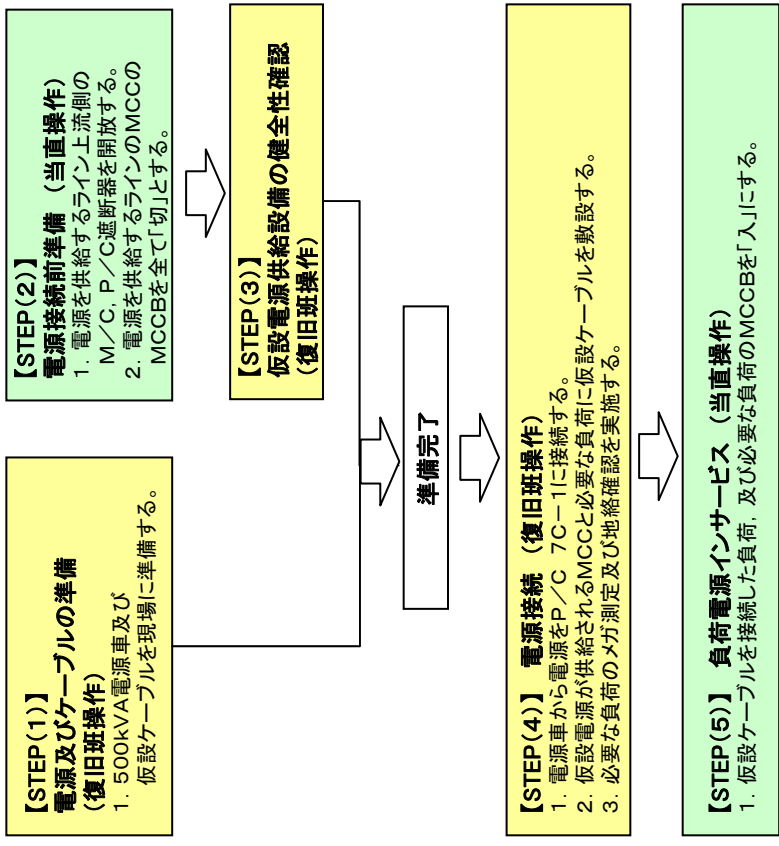 【STEP(1)】
電源及びケーブルの準備
(復旧班操作)
1. 500kVA電源車及び
仮設ケーブルを現場に準備する。
【STEP(2)】
電源接続前準備 (当直操作)
1. 電源を供給するライン上流側の
M/C, P/C遮断器を開放する。
2. 電源を供給するラインのMCCの
MCCBを全て「切」とする。
【STEP(3)】
仮設電源供給設備の健全性確認
(復旧班操作)
準備完了
【STEP(4)】 電源接続 (復旧班操作)
1. 電源車から電源をP/C 7C-1に接続する。
2. 仮設電源が供給されるMCCと必要な負荷に仮設ケーブルを敷設する。
3. 必要な負荷のメガ測定及び地絡確認を実施する。
【STEP(5)】 負荷電源インサービス (当直操作)
1. 仮設ケーブルを接続した負荷, 及び必要な負荷のMCCBを「入」にする。